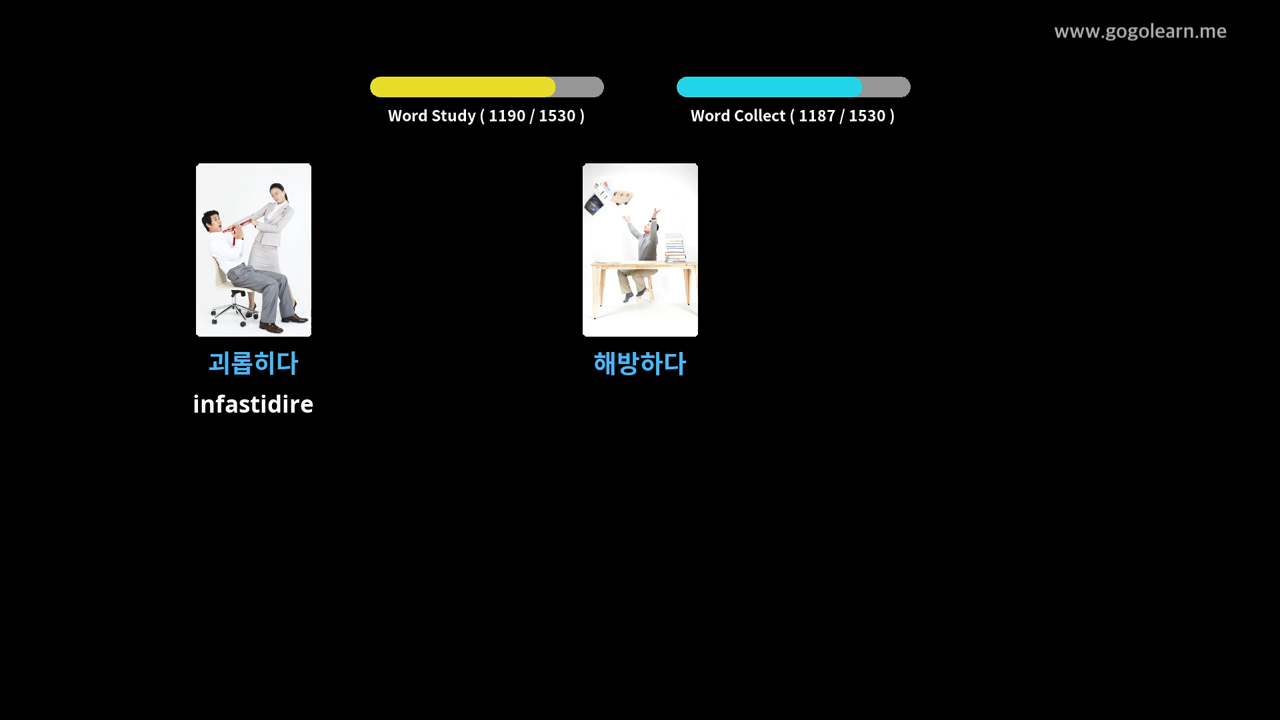 www.gogolearn.me
Word Study ( 1190 / 1530 )
Word Collect ( 1187 / 1530 )
괴롭히다
해방하다
infastidire